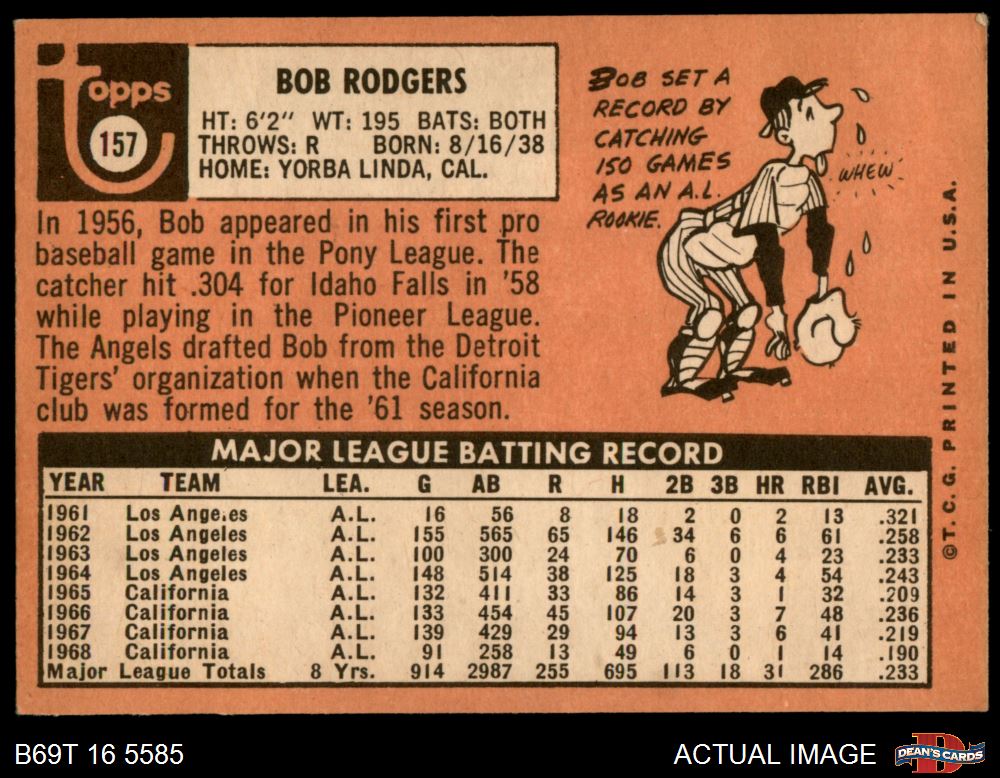 Topps
157
BOB RODGERS
HT: 6'2" WT: 195 BATS: BOTH
THROWS: R BORN: 8/16/38
HOME: YORBA LINDA, CAL.
BOB SET A
RECORD BY
CATCHING
150 GAMES
AS AN A.L.
ROOKIE.
WHEW
In 1956, Bob appeared in his first pro
baseball game in the Pony League. The
catcher hit .304 for Idaho Falls in '58
while playing in the Pioneer League.
The Angels drafted Bob from the Detroit
Tigers' organization when the California
club was formed for the '61 season.
©T.C.G. PRINTED IN U.S.A.
MAJOR LEAGUE BATTING RECORD
YEAR TEAM LEA. G AB R H 2B 3B HR RBI AVG.
1961 Los Angeles A.L. 16 56 8 18 2 0 2 13 .321
1962 Los Angeles A.L. 155 565 65 146 34 6 6 61 .258
1963 Los Angeles A.L. 100 300 24 70 6 0 4 23 .233
1964 Los Angeles A.L. 148 514 38 125 18 3 4 54 .243
1965 California A.L. 132 411 33 86 14 3 1 32 .209
1966 California A.L. 133 454 45 107 20 3 7 48 .236
1967 California A.L. 139 429 29 94 13 3 6 41 .219
1968 California A.L. 91 258 13 49 6 0 1 14 .190
Major League Totals 8 Yrs. 914 2987 255 695 113 18 31 286 .233
B69T 16 5585
ACTUAL IMAGE
D
DEAN'S CARDS